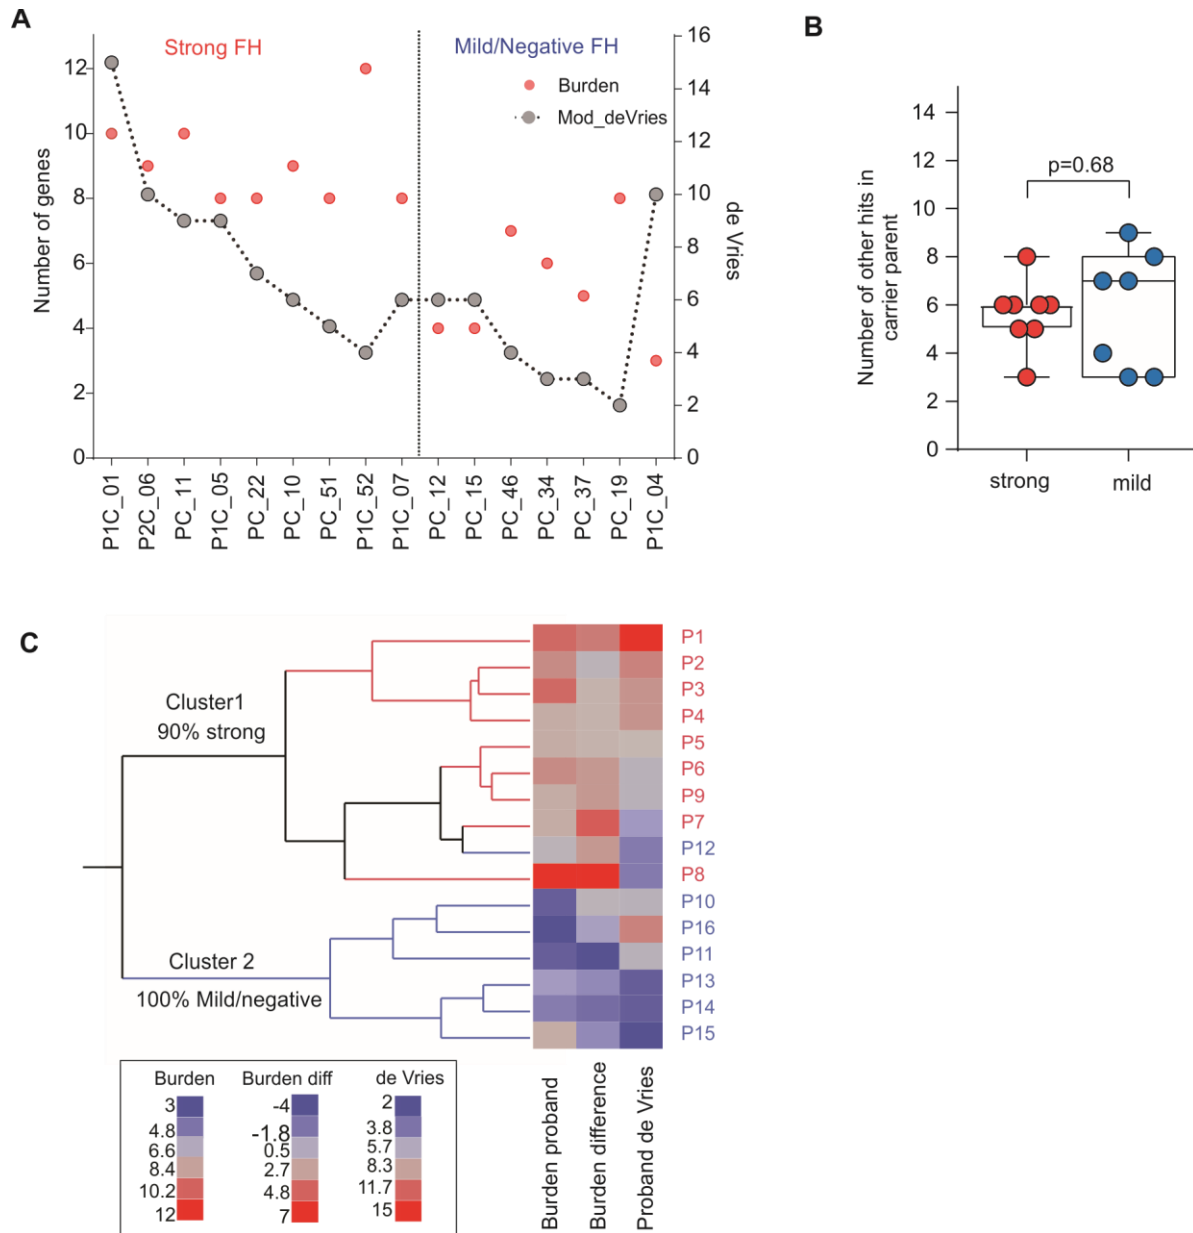 A
Strong FH
Mild/Negative FH
Burden
Mod_deVries
Number of genes
12
10
8
6
4
2
0
16
14
12
10
8
6
4
2
0
de Vries
P1C_01
P2C_06
PC_11
P1C_05
PC_22
PC_10
PC_51
P1C_52
P1C_07
PC_12
PC_15
PC_46
PC_34
PC_37
PC_19
P1C_04
B
Number of other hits in
carrier parent
14
12
10
8
6
4
2
0
p=0.68
strong
mild
C
Cluster1
90% strong
Cluster 2
100% Mild/negative
P1
P2
P3
P4
P5
P6
P9
P7
P12
P8
P10
P16
P11
P13
P14
P15
Burden proband
Burden difference
Proband de Vries
Burden
3
4.8
6.6
8.4
10.2
12
Burden diff
-4
-1.8
0.5
2.7
4.8
7
de Vries
2
3.8
5.7
8.3
11.7
15